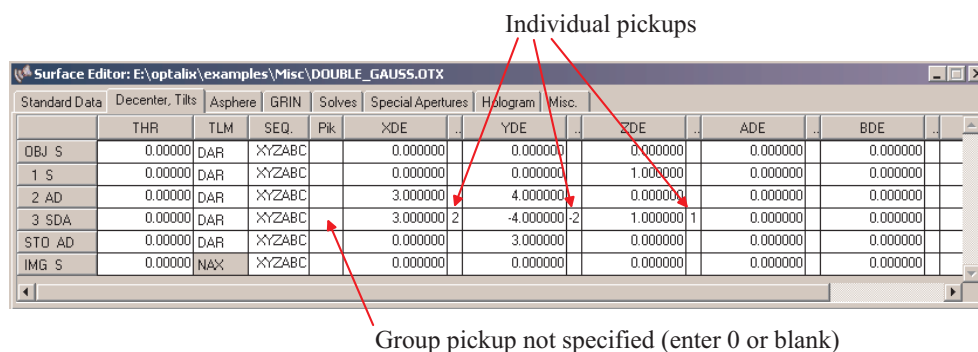 Individual pickups
Surface Editor: E:\optalix\examples\Misc\DOUBLE_GAUSS.OTX
Standard Data Decenter, Tilts Asphere GRIN Solves Special Apertures Hologram Misc.
THR TLM SEQ. Pik XDE .. YDE .. ZDE .. ADE .. BDE ..
OBJ S 0.00000 DAR XYZABC 0.000000 0.000000 0.000000 0.000000 0.000000
1 S 0.00000 DAR XYZABC 0.000000 0.000000 1.000000 0.000000 0.000000
2 AD 0.00000 DAR XYZABC 3.000000 4.000000 0.000000 0.000000 0.000000
3 SDA 0.00000 DAR XYZABC 3.000000 2 -4.000000 -2 1.000000 1 0.000000 0.000000
STO AD 0.00000 DAR XYZABC 0.000000 3.000000 0.000000 0.000000 0.000000
IMG S 0.00000 NAX XYZABC 0.000000 0.000000 0.000000 0.000000 0.000000
Group pickup not specified (enter 0 or blank)